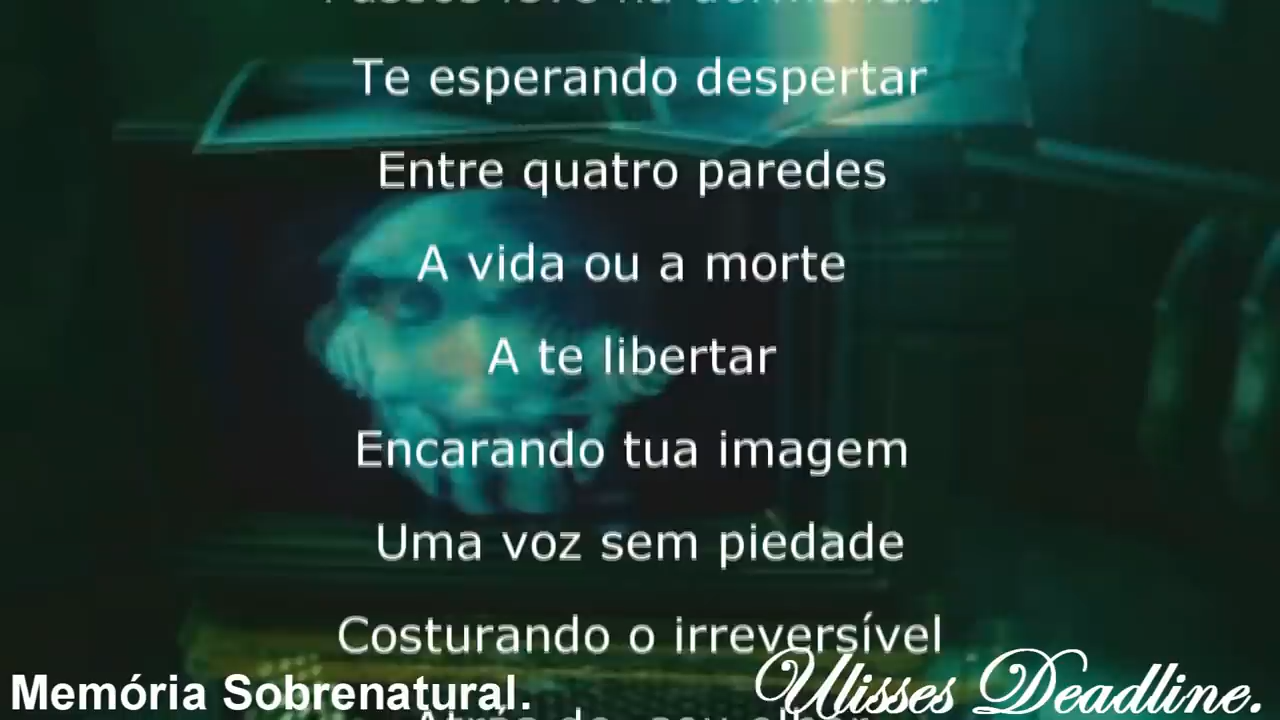 Te esperando despertar
Entre quatro paredes
A vida ou a morte
A te libertar
Encarando tua imagem
Uma voz sem piedade
Costurando o irreversível
Memória Sobrenatural.
Ulisses Deadline.